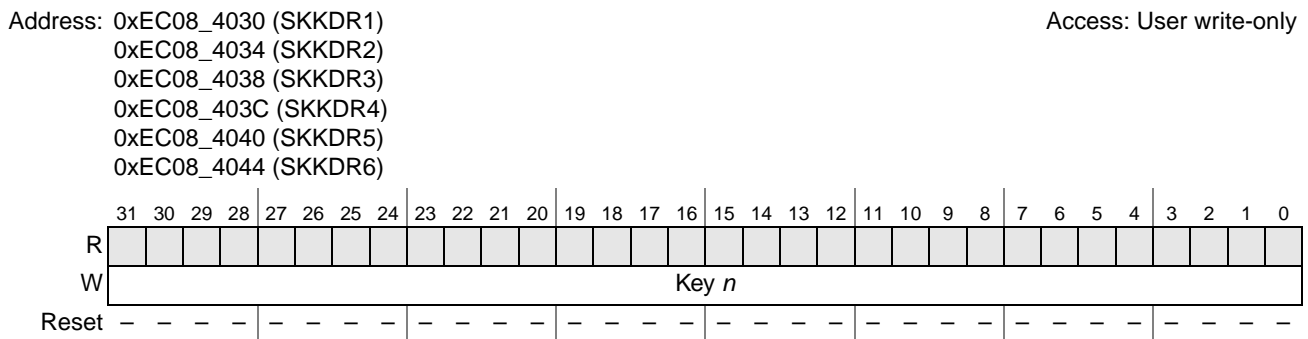 Address: 0xEC08_4030 (SKKDR1) Access: User write-only
0xEC08_4034 (SKKDR2)
0xEC08_4038 (SKKDR3)
0xEC08_403C (SKKDR4)
0xEC08_4040 (SKKDR5)
0xEC08_4044 (SKKDR6)
31 30 29 28 27 26 25 24 23 22 21 20 19 18 17 16 15 14 13 12 11 10 9 8 7 6 5 4 3 2 1 0
R
W Key n
Reset – – – – – – – – – – – – – – – – – – – – – – – – – – – – – – – –